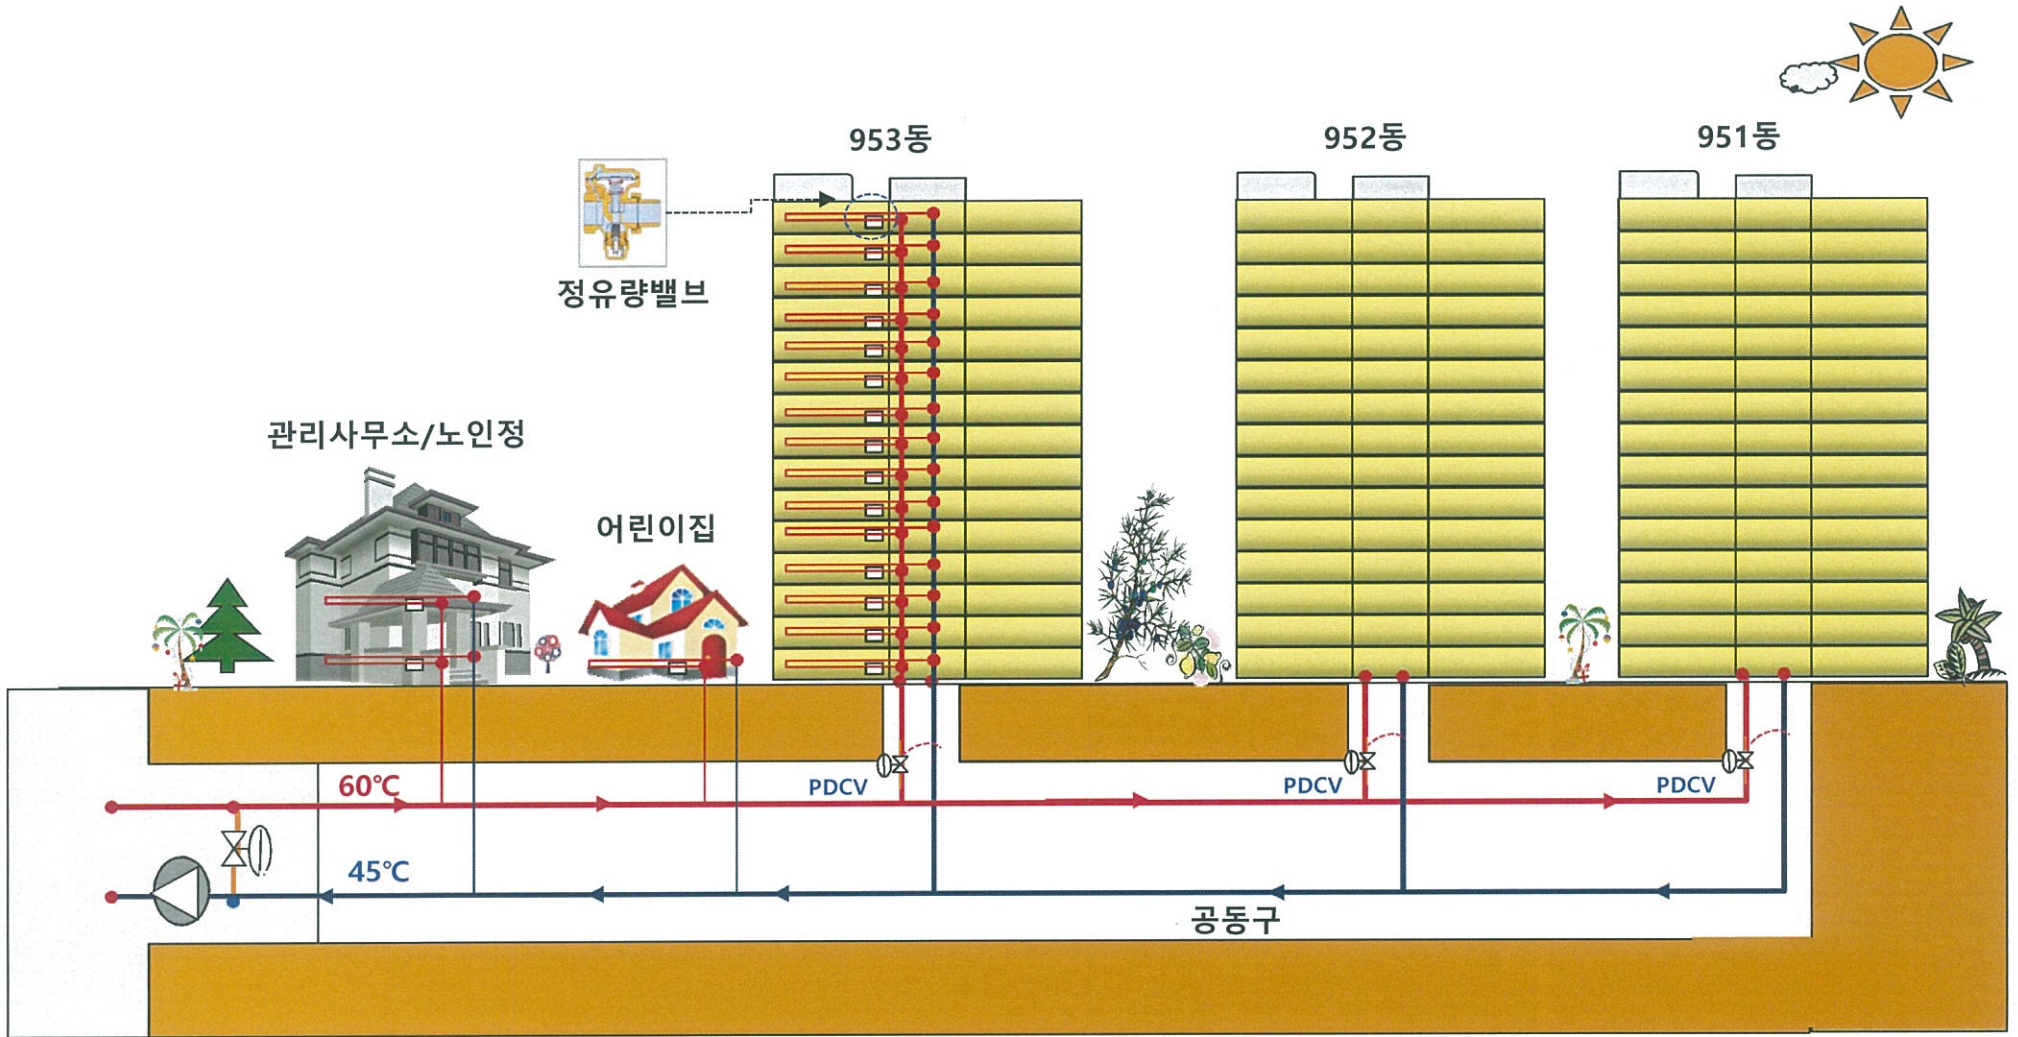 953동
952동
951동
정유량밸브
관리사무소/노인정
어린이집
60℃
PDCV
PDCV
PDCV
45℃
공동구